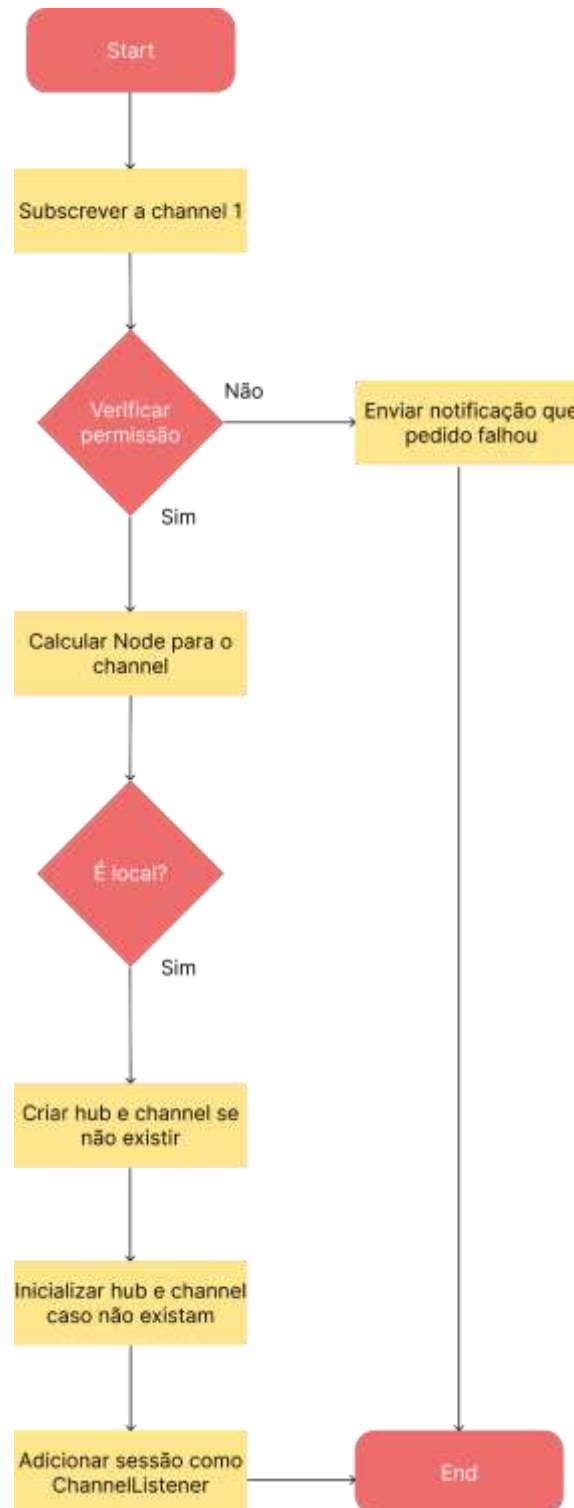 Start
Subscrever a channel 1
Verificar
permissão
Não
Enviar notificação que
pedido falhou
Sim
Calcular Node para o
channel
É local?
Sim
Criar hub e channel se
não existir
Inicializar hub e channel
caso não existam
Adicionar sessão como
ChannelListener
End